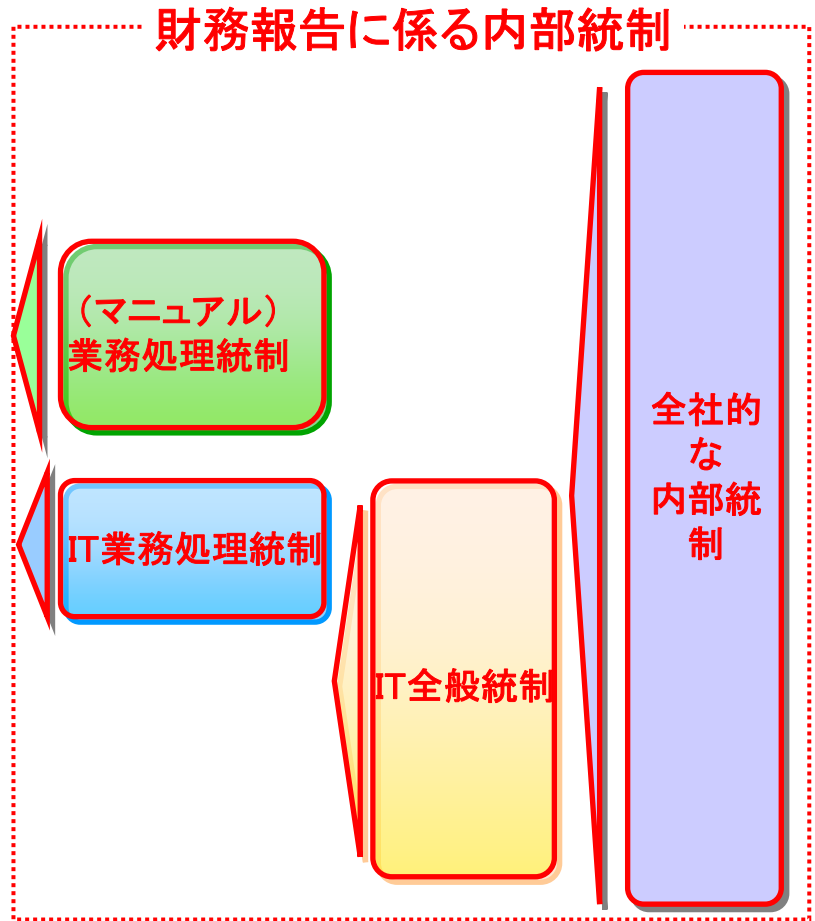 財務報告に係る内部統制
（マニュアル）
業務処理統制
IT業務処理統制
IT全般統制
全社的
な
内部統
制